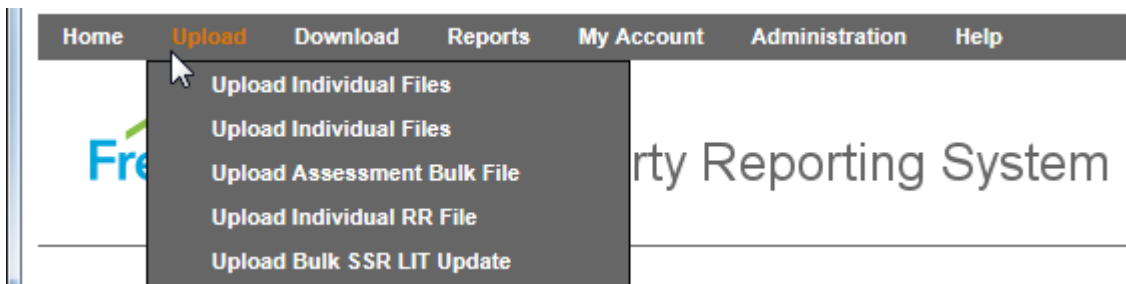 Home Upload Download Reports My Account Administration Help
Upload Individual Files
Upload Individual Files
Upload Assessment Bulk File
Upload Individual RR File
Upload Bulk SSR LIT Update
Reporting System